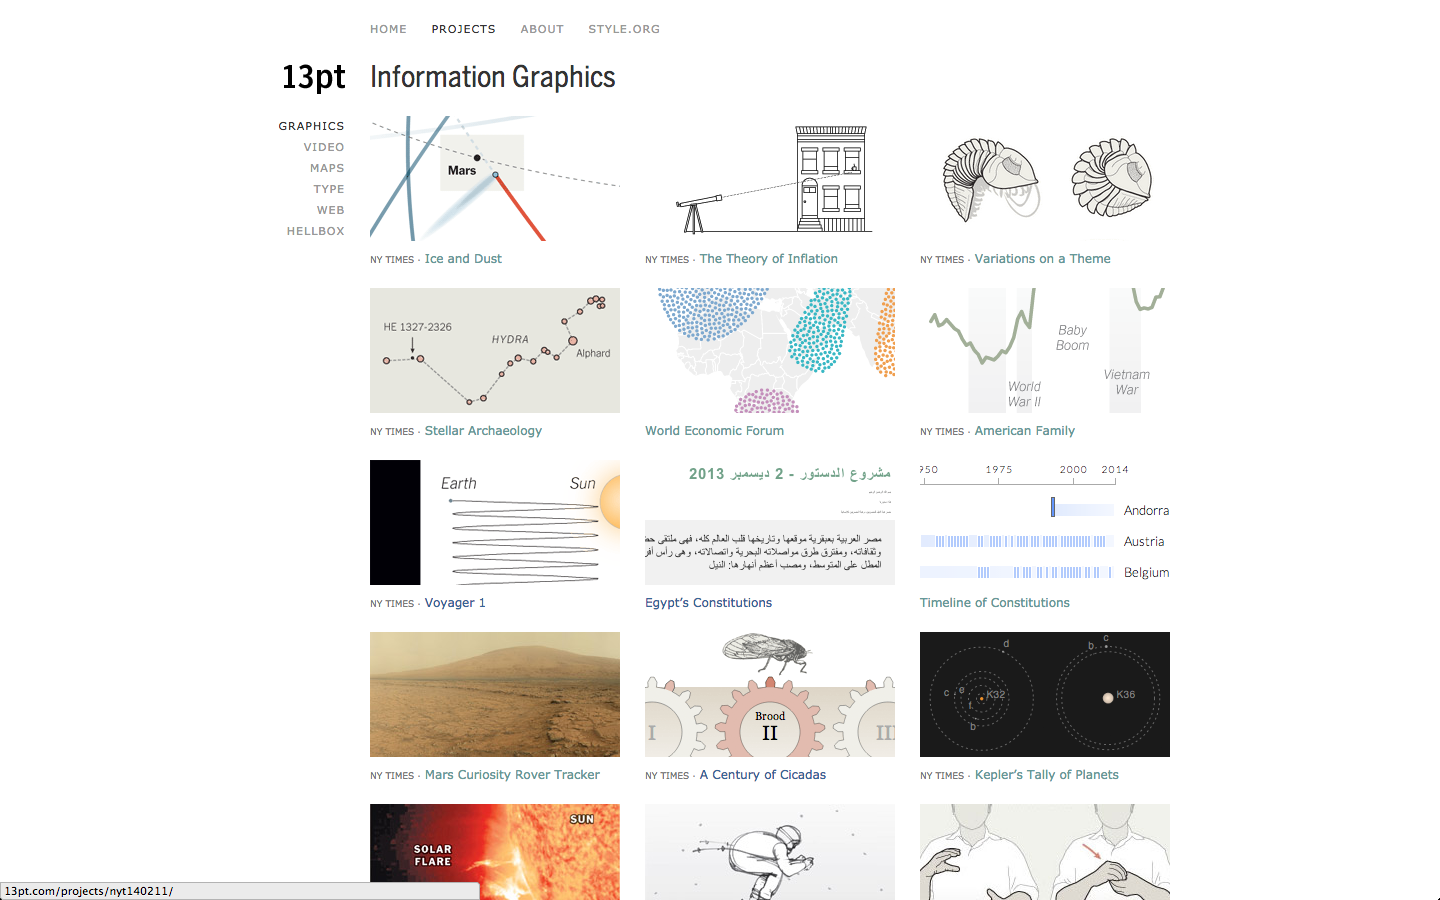 HOME PROJECTS ABOUT STYLE.ORG
13pt Information Graphics
GRAPHICS
VIDEO
MAPS
TYPE
WEB
HELLBOX
Mars
NY TIMES · Ice and Dust
NY TIMES · The Theory of Inflation
NY TIMES · Variations on a Theme
HE 1327-2326
HYDRA
Alphard
NY TIMES · Stellar Archaeology
World Economic Forum
Baby
Boom
World
War II
Vietnam
War
NY TIMES · American Family
Earth Sun
NY TIMES · Voyager 1
مشروع الدستور - 2 ديسمبر 2013
مصر العربية بعبقرية موقعها وتاريخها قلب العالم كله، فهى ملتقى
وثقافاته، ومفترق طرق مواصلاته البحرية واتصالاته، وهى رأس
المطل على المتوسط، ومصب أعظم أنهارها: النيل
Egypt's Constitutions
950 1975 2000 2014
Andorra
Austria
Belgium
Timeline of Constitutions
NY TIMES · Mars Curiosity Rover Tracker
I
Brood
II
III
NY TIMES · A Century of Cicadas
d
c e K32
f
b
c
b
K36
NY TIMES · Kepler's Tally of Planets
SUN
SOLAR
FLARE
13pt.com/projects/nyt140211/